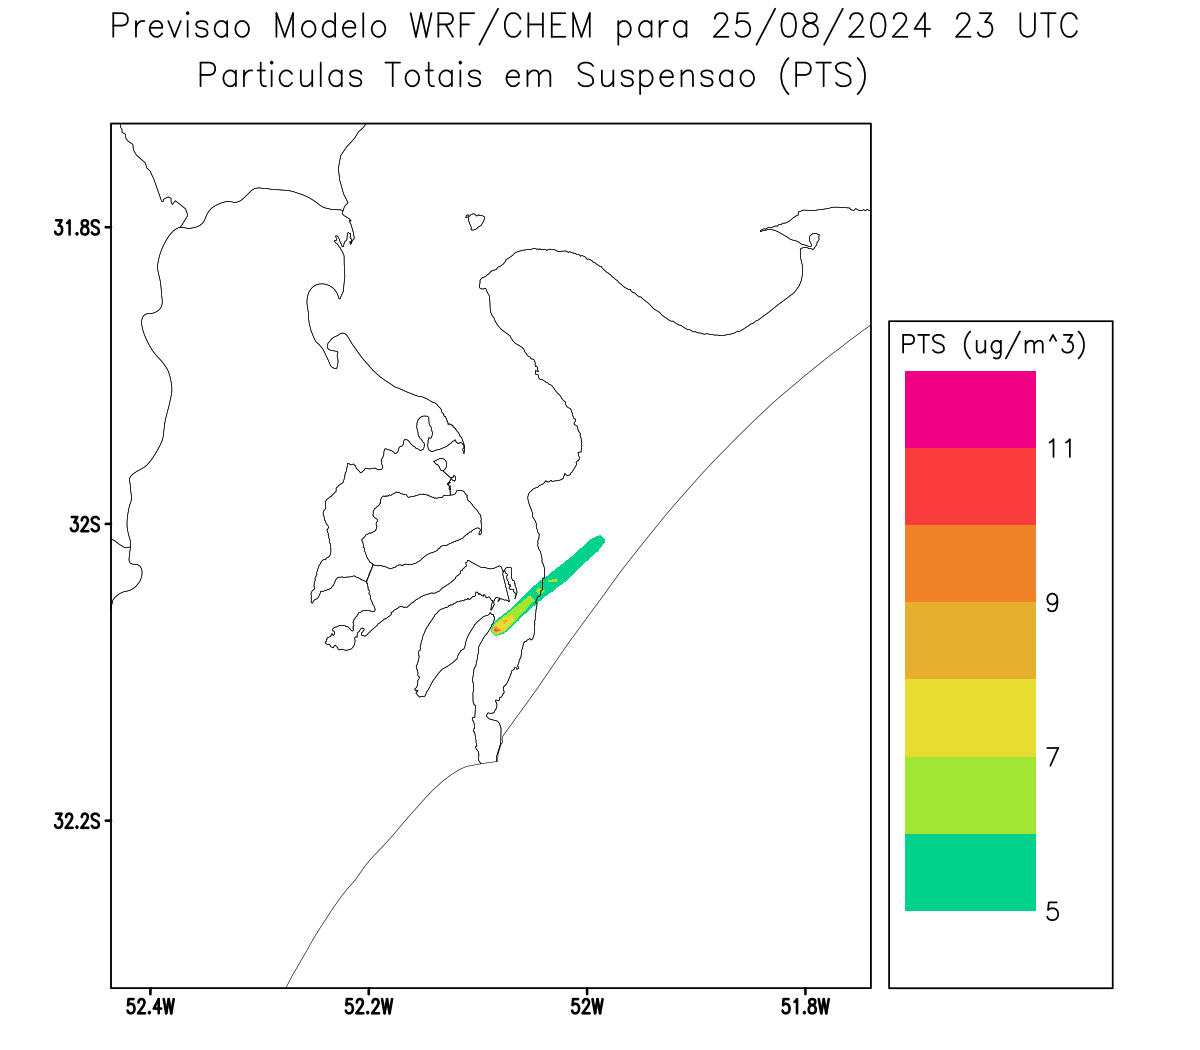 Previsao Modelo WRF/CHEM para 25/08/2024 23 UTC
Particulas Totais em Suspensao (PTS)
31.8S
32S
32.2S
52.4W
52.2W
52W
51.8W
PTS (ug/m^3)
11
9
7
5